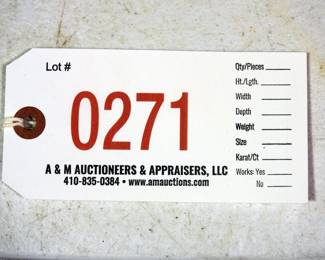 Lot #
0271
A & M AUCTIONEERS & APPRAISERS, LLC
410-835-0384 • www.amauctions.com
Qty/Pieces
Ht./Lgth.
Width
Depth
Weight
Size
Karat/Ct
Works: Yes
No